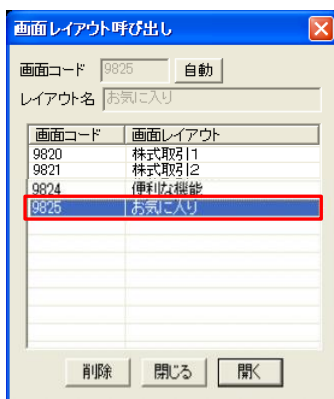 画面レイアウト呼び出し
画面コード 9825 自動
レイアウト名 お気に入り
画面コード 画面レイアウト
9820 株式取引1
9821 株式取引2
9824 便利な機能
9825 お気に入り
削除 閉じる 開く